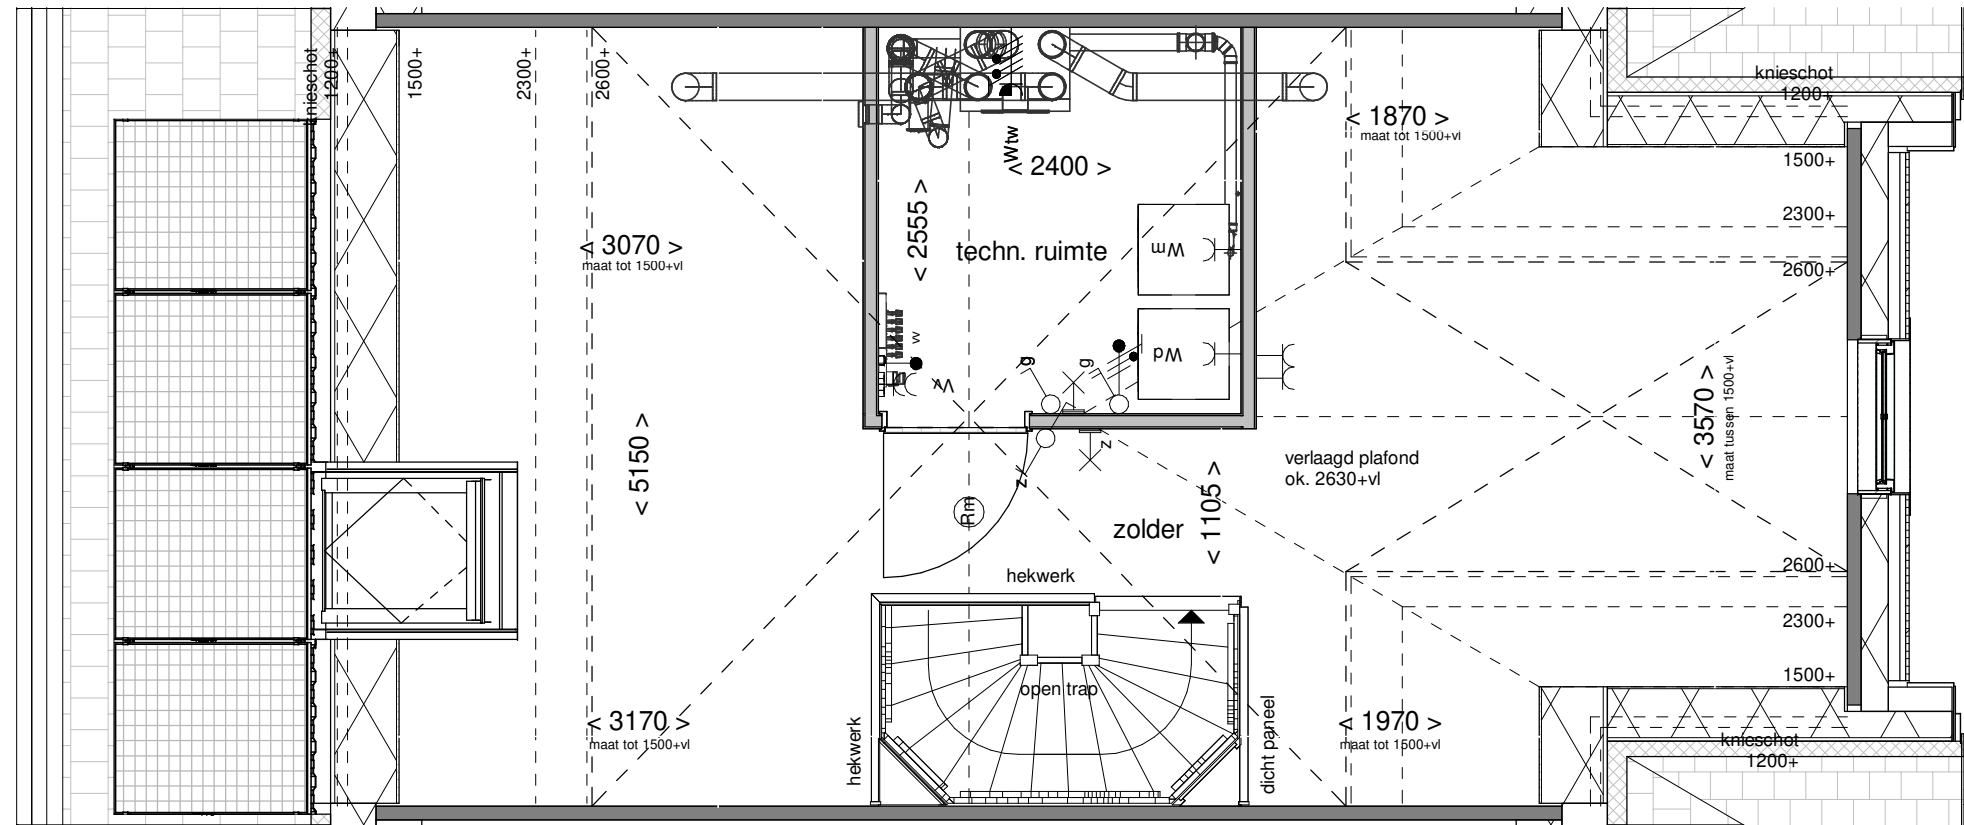 knieschot
1200+
1500+
2300+
2600+
< 3070 >
maat tot 1500+vl
< 5150 >
< 3170 >
maat tot 1500+vl
Wtw
< 2400 >
< 2555 >
techn. ruimte
Wm
Wd
w
Vv
g
g
z
z
Rm
zolder
< 1105 >
hekwerk
open trap
hekwerk
dicht paneel
verlaagd plafond
ok. 2630+vl
< 1870 >
maat tot 1500+vl
< 1970 >
maat tot 1500+vl
< 3570 >
maat tussen 1500+vl
knieschot
1200+
1500+
2300+
2600+
2600+
2300+
1500+
knieschot
1200+